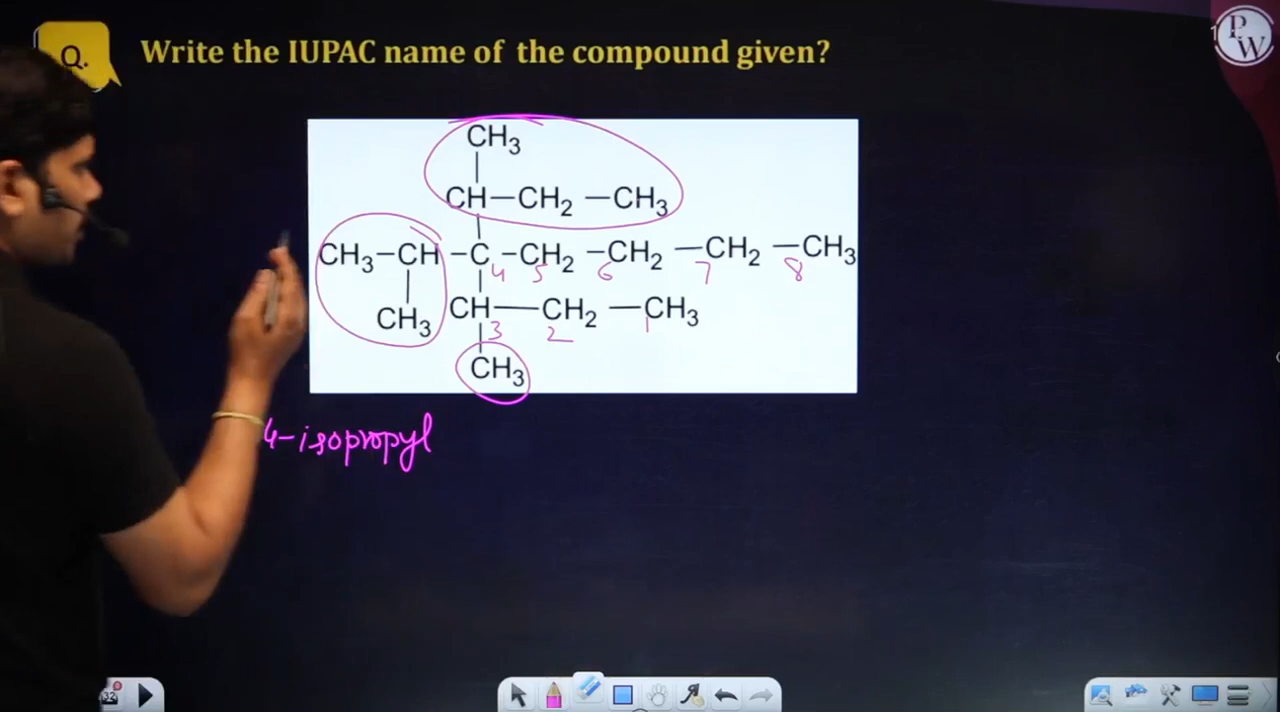 Q. Write the IUPAC name of the compound given?
PW
CH3
CH-CH2-CH3
CH3-CH-C-CH2-CH2-CH2-CH3
4 5 6 7 8
CH3 CH-CH2-CH3
3 2 1
CH3
4-isopropyl
32